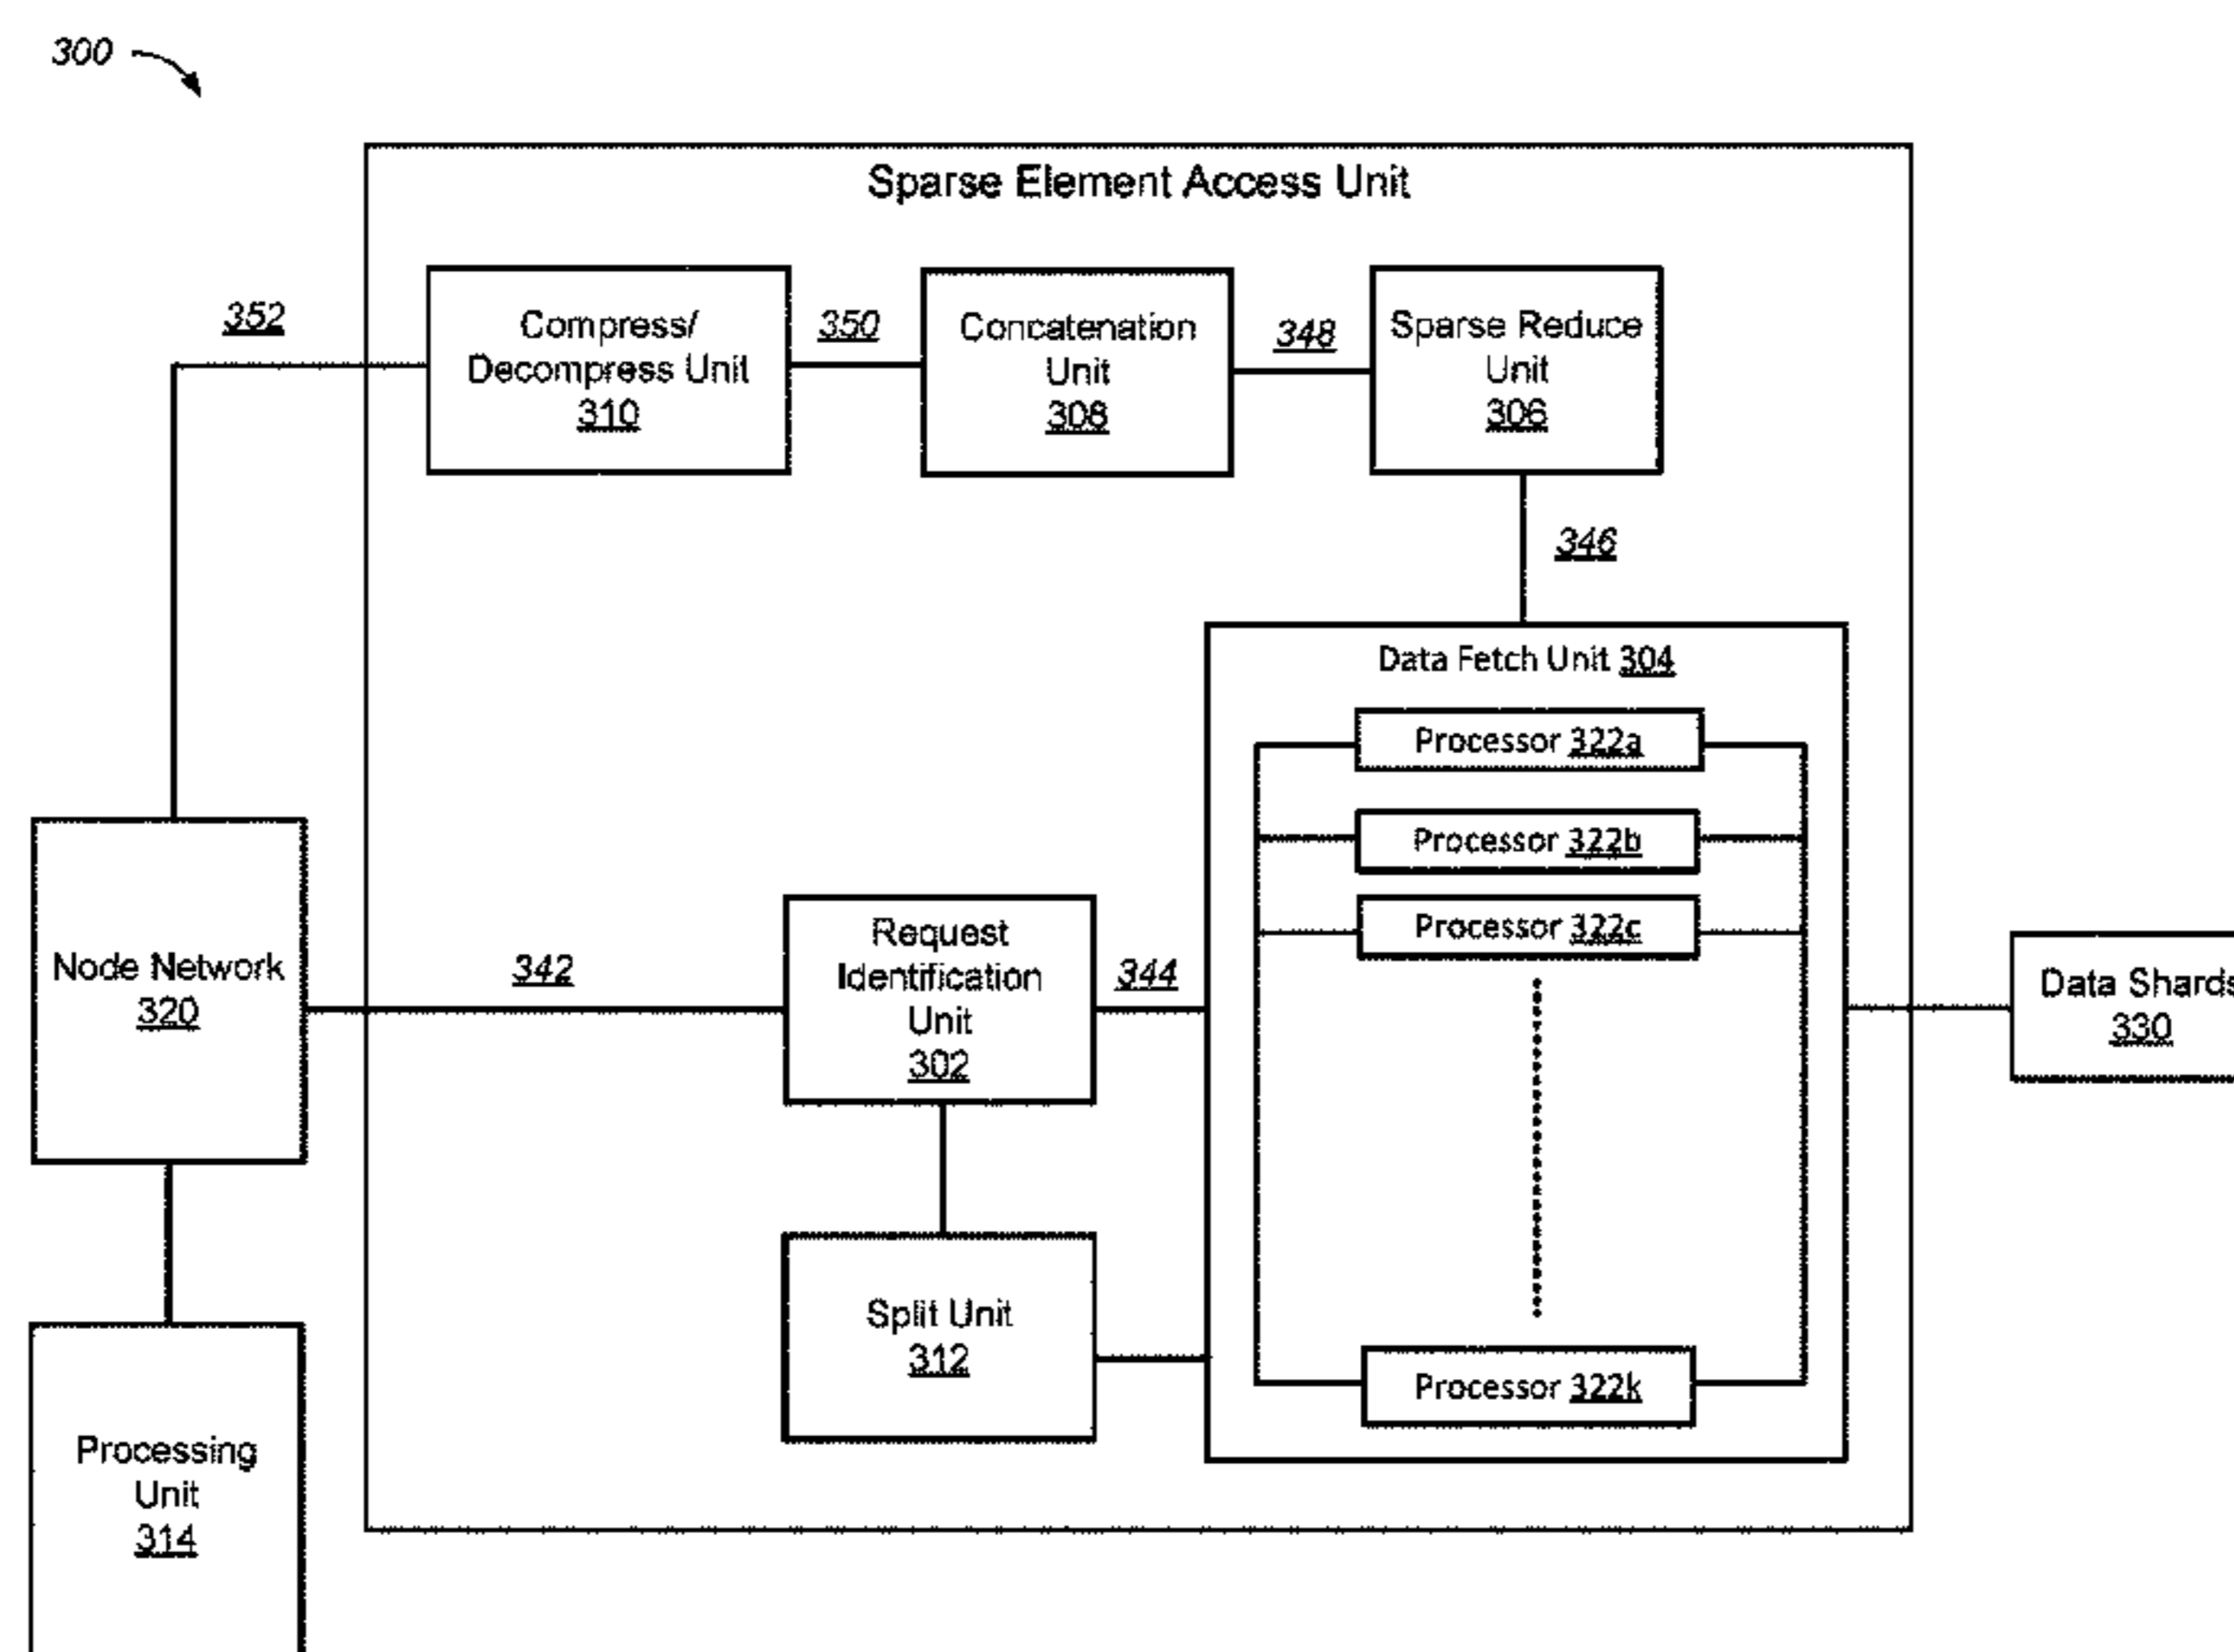 300
Sparse Element Access Unit
352
Compress/
Decompress Unit
310
350
Concatenation
Unit
308
348
Sparse Reduce
Unit
306
346
Data Fetch Unit 304
Processor 322a
Processor 322b
Processor 322c
Processor 322k
Node Network
320
342
Request
Identification
Unit
302
344
Data Shards
330
Split Unit
312
Processing
Unit
314